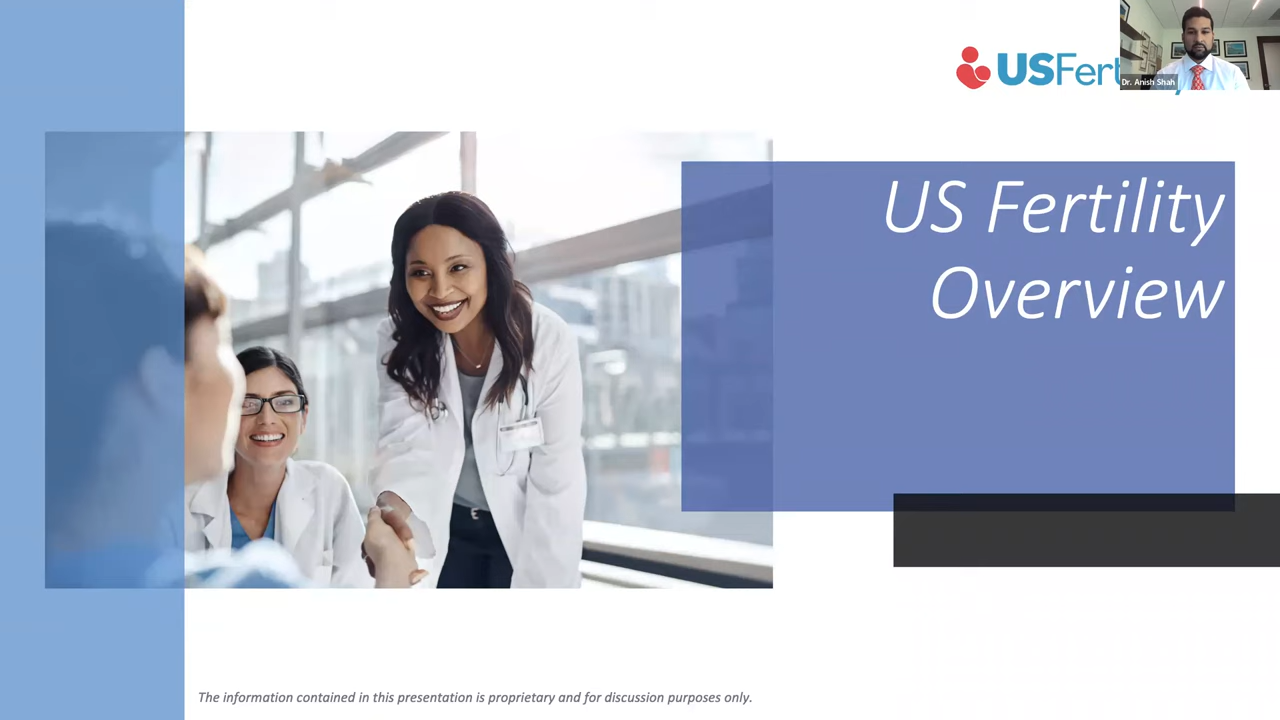 USFert
Dr. Anish Shah
US Fertility
Overview
The information contained in this presentation is proprietary and for discussion purposes only.